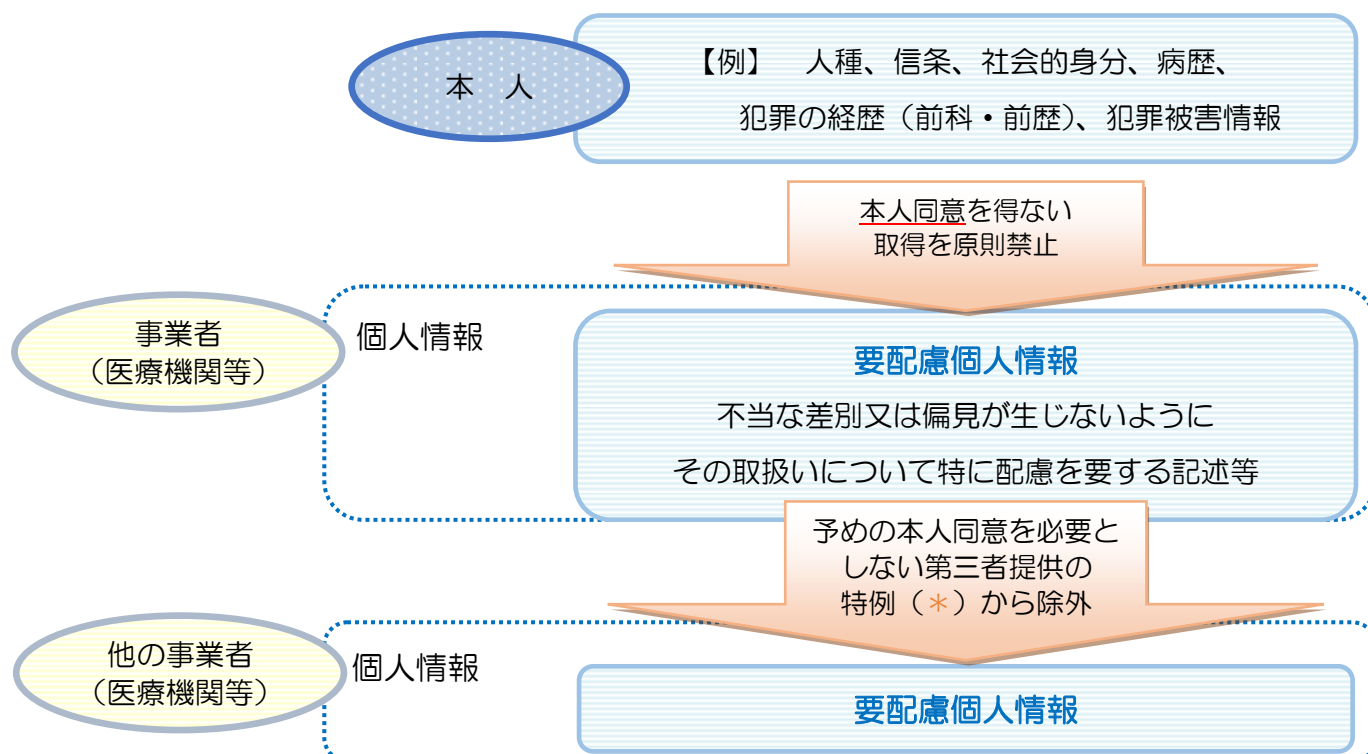 本 人
【例】 人種、信条、社会的身分、病歴、
犯罪の経歴（前科・前歴）、犯罪被害情報
本人同意を得ない
取得を原則禁止
事業者
（医療機関等）
個人情報
要配慮個人情報
不当な差別又は偏見が生じないように
その取扱いについて特に配慮を要する記述等
予めの本人同意を必要と
しない第三者提供の
特例（＊）から除外
他の事業者
（医療機関等）
個人情報
要配慮個人情報